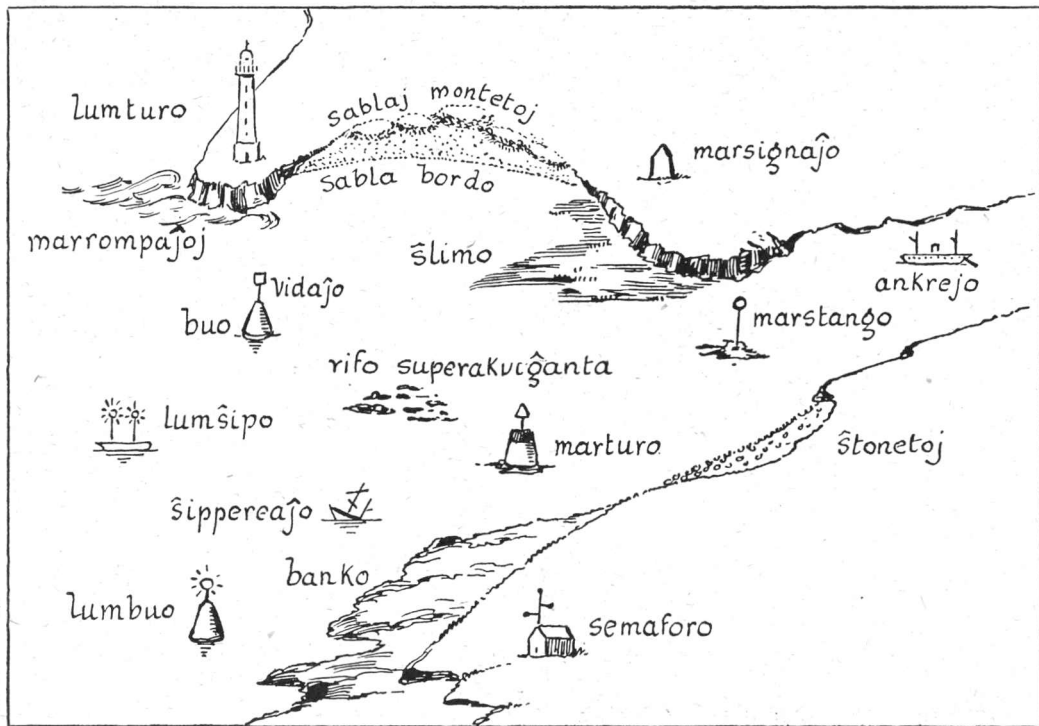 lumturo
sablaj montetoj
sabla bordo
marsignaĵo
marrompaĵoj
ŝlimo
ankrejo
vidaĵo
buo
marstango
rifo superakviĝanta
lumŝipo
marturo
ŝtonetoj
ŝippereaĵo
banko
lumbuo
semaforo